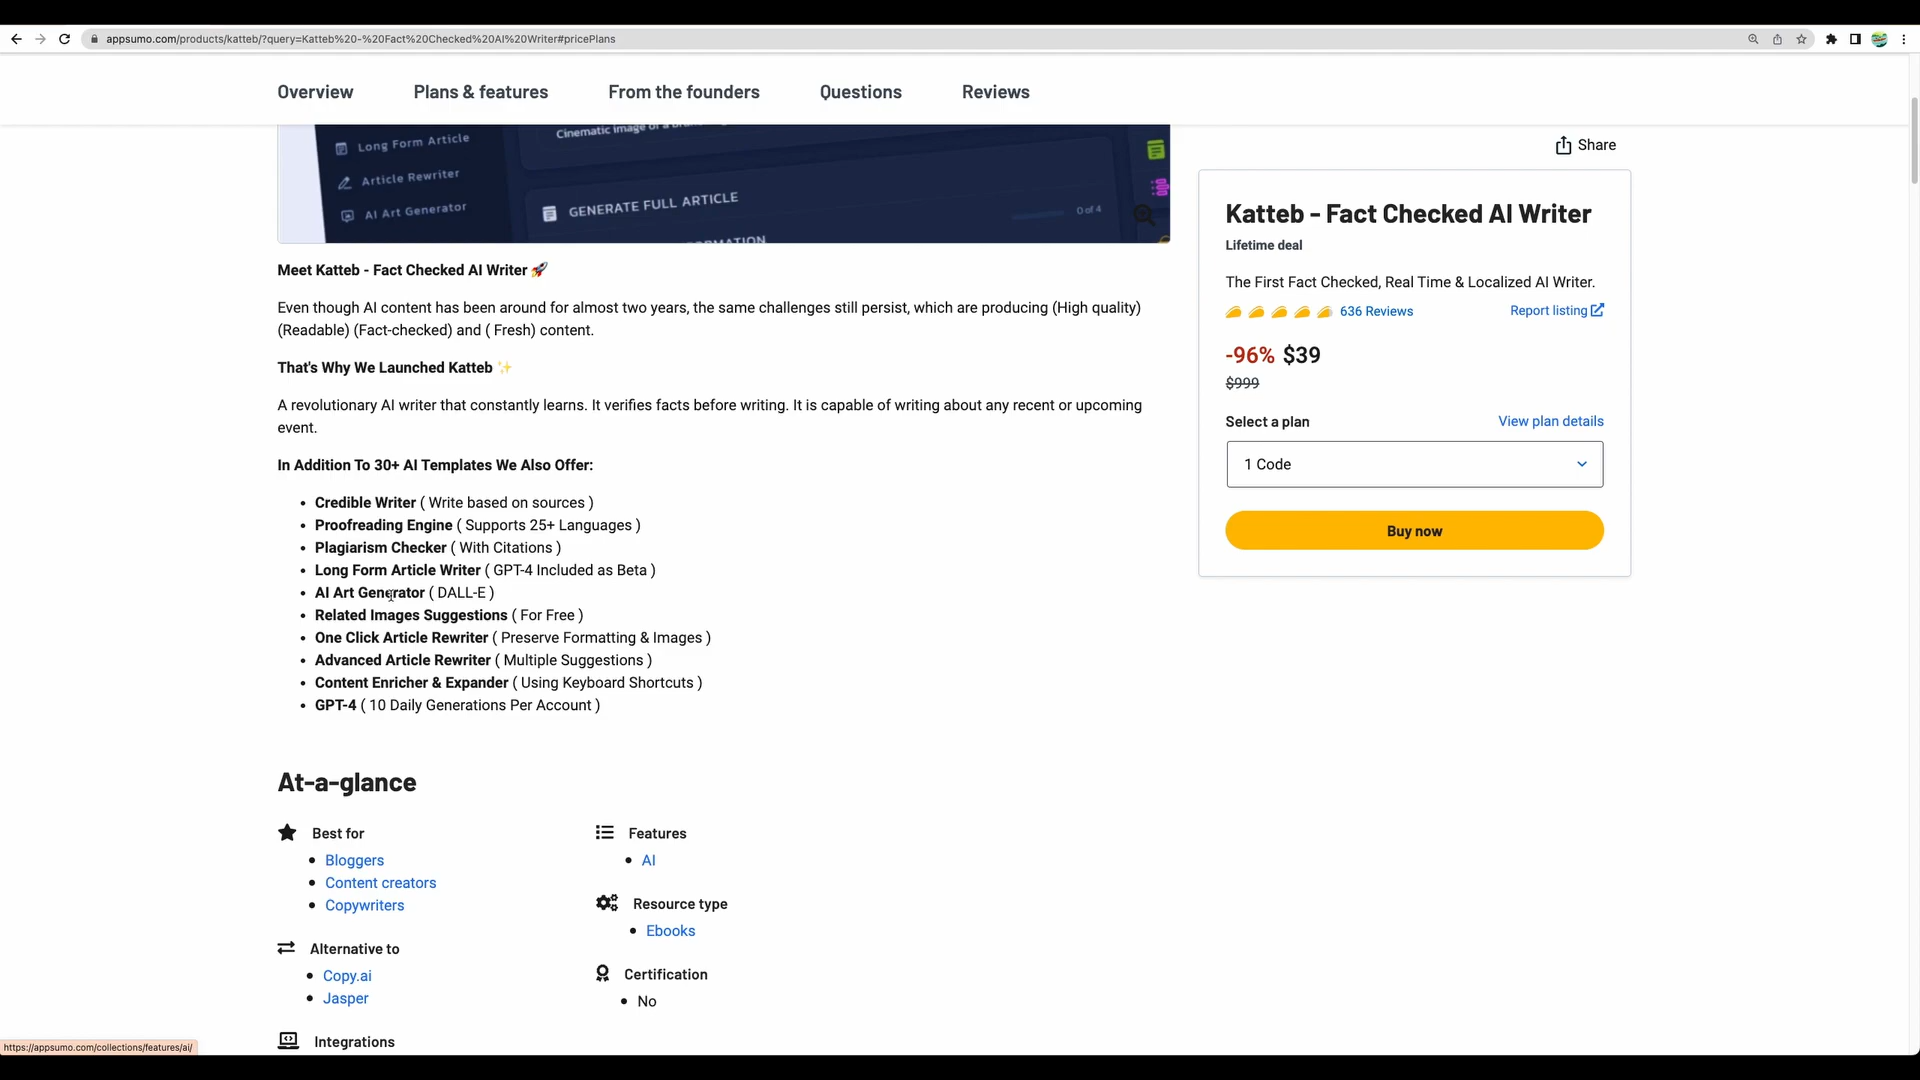 appsumo.com/products/katteb/?query=Katteb%20-%20Fact%20Checked%20AI%20Writer#pricePlans
Overview
Plans & features
From the founders
Questions
Reviews
Long Form Article
Article Rewriter
AI Art Generator
Cinematic image of a
GENERATE FULL ARTICLE
0 of 4
Share
Meet Katteb - Fact Checked AI Writer 🚀
Even though AI content has been around for almost two years, the same challenges still persist, which are producing (High quality)
(Readable) (Fact-checked) and ( Fresh) content.
That's Why We Launched Katteb ✨
A revolutionary AI writer that constantly learns. It verifies facts before writing. It is capable of writing about any recent or upcoming
event.
In Addition To 30+ AI Templates We Also Offer:
• Credible Writer ( Write based on sources )
• Proofreading Engine ( Supports 25+ Languages )
• Plagiarism Checker ( With Citations )
• Long Form Article Writer ( GPT-4 Included as Beta )
• AI Art Generator ( DALL-E )
• Related Images Suggestions ( For Free )
• One Click Article Rewriter ( Preserve Formatting & Images )
• Advanced Article Rewriter ( Multiple Suggestions )
• Content Enricher & Expander ( Using Keyboard Shortcuts )
• GPT-4 ( 10 Daily Generations Per Account )
Katteb - Fact Checked AI Writer
Lifetime deal
The First Fact Checked, Real Time & Localized AI Writer.
636 Reviews
Report listing
-96% $39
$999
Select a plan
View plan details
1 Code
Buy now
At-a-glance
Best for
• Bloggers
• Content creators
• Copywriters
Alternative to
• Copy.ai
• Jasper
Integrations
Features
• AI
Resource type
• Ebooks
Certification
• No
https://appsumo.com/collections/features/ai/